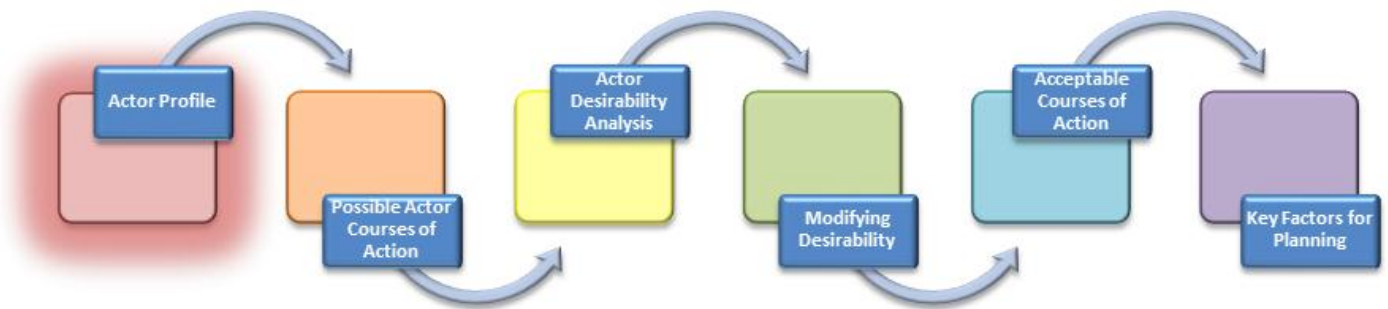 Actor Profile
Possible Actor
Courses of
Action
Actor
Desirability
Analysis
Modifying
Desirability
Acceptable
Courses of
Action
Key Factors for
Planning